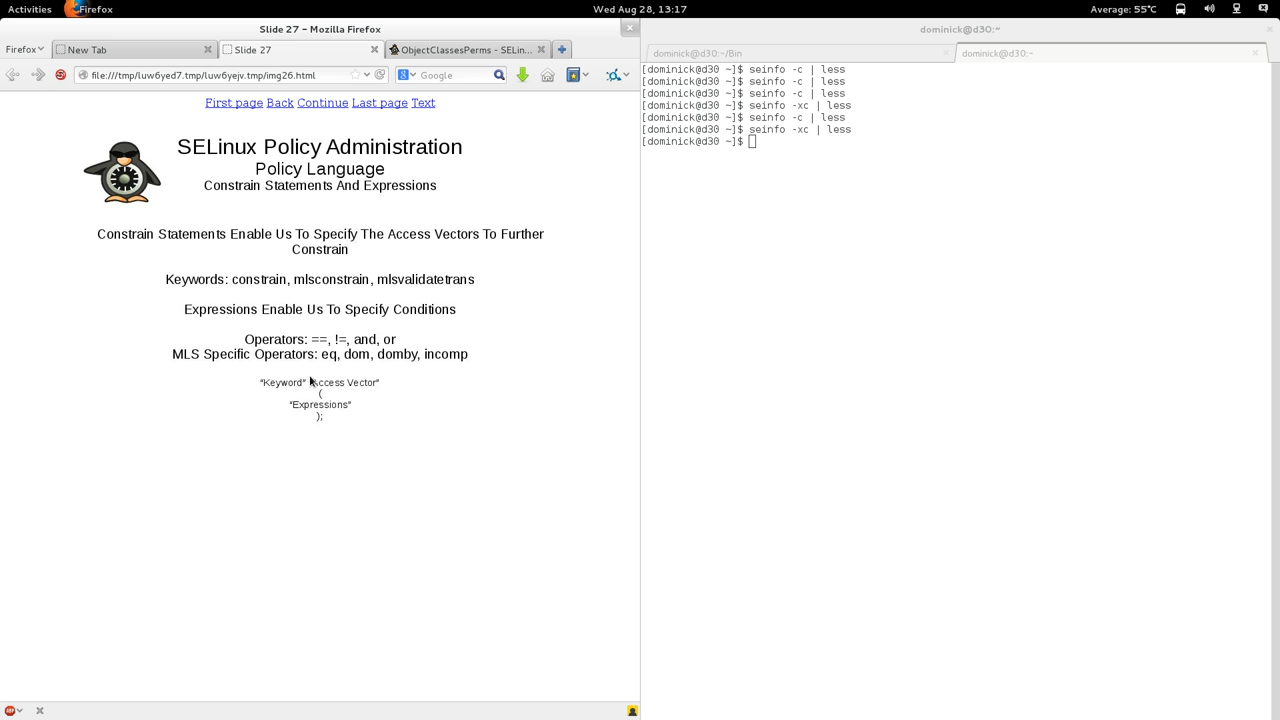 Activities
Firefox
Wed Aug 28, 13:17
Average: 55°C
Slide 27 – Mozilla Firefox
Firefox
New Tab
Slide 27
ObjectClassesPerms - SELin...
file:///tmp/luw6yed7.tmp/luw6yejv.tmp/img26.html
Google
First page Back Continue Last page Text
SELinux Policy Administration
Policy Language
Constrain Statements And Expressions
Constrain Statements Enable Us To Specify The Access Vectors To Further
Constrain
Keywords: constrain, mlsconstrain, mlsvalidatetrans
Expressions Enable Us To Specify Conditions
Operators: ==, !=, and, or
MLS Specific Operators: eq, dom, domby, incomp
"Keyword" "Access Vector"
(
"Expressions"
);
dominick@d30:~
dominick@d30:~/Bin
dominick@d30:~
[dominick@d30 ~]$ seinfo -c | less
[dominick@d30 ~]$ seinfo -c | less
[dominick@d30 ~]$ seinfo -c | less
[dominick@d30 ~]$ seinfo -xc | less
[dominick@d30 ~]$ seinfo -c | less
[dominick@d30 ~]$ seinfo -xc | less
[dominick@d30 ~]$